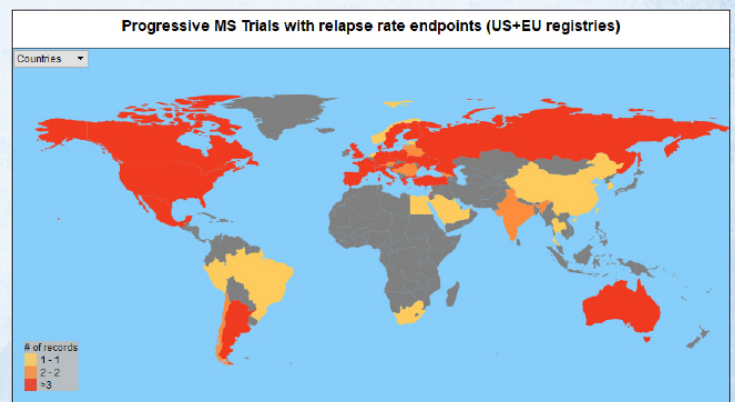 Progressive MS Trials with relapse rate endpoints (US+EU registries)
Countries
# of records
1 - 1
2 - 2
>3